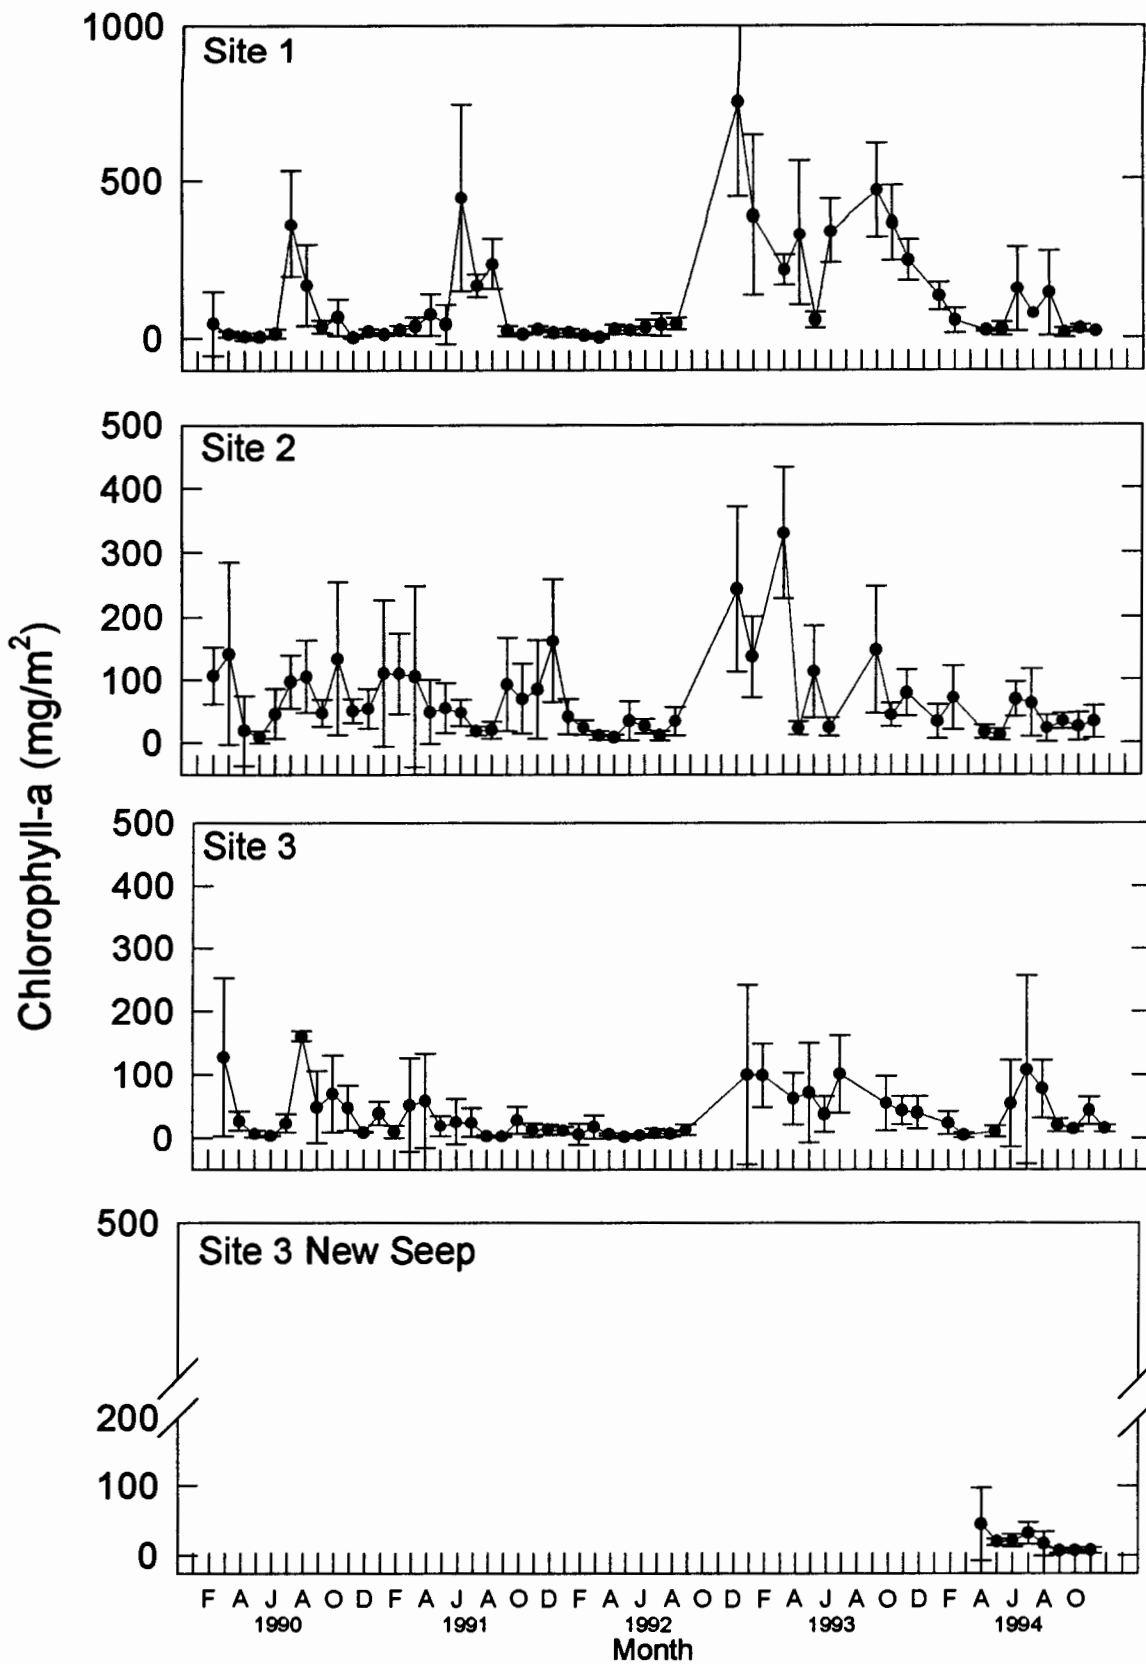 Chlorophyll-a (mg/m²)
Site 1
1000
500
0
Site 2
500
400
300
200
100
0
Site 3
500
400
300
200
100
0
Site 3 New Seep
500
200
100
0
F A J A O D F A J A O D F A J A O D F A J A O D F A J A O
1990 1991 1992 1993 1994
Month